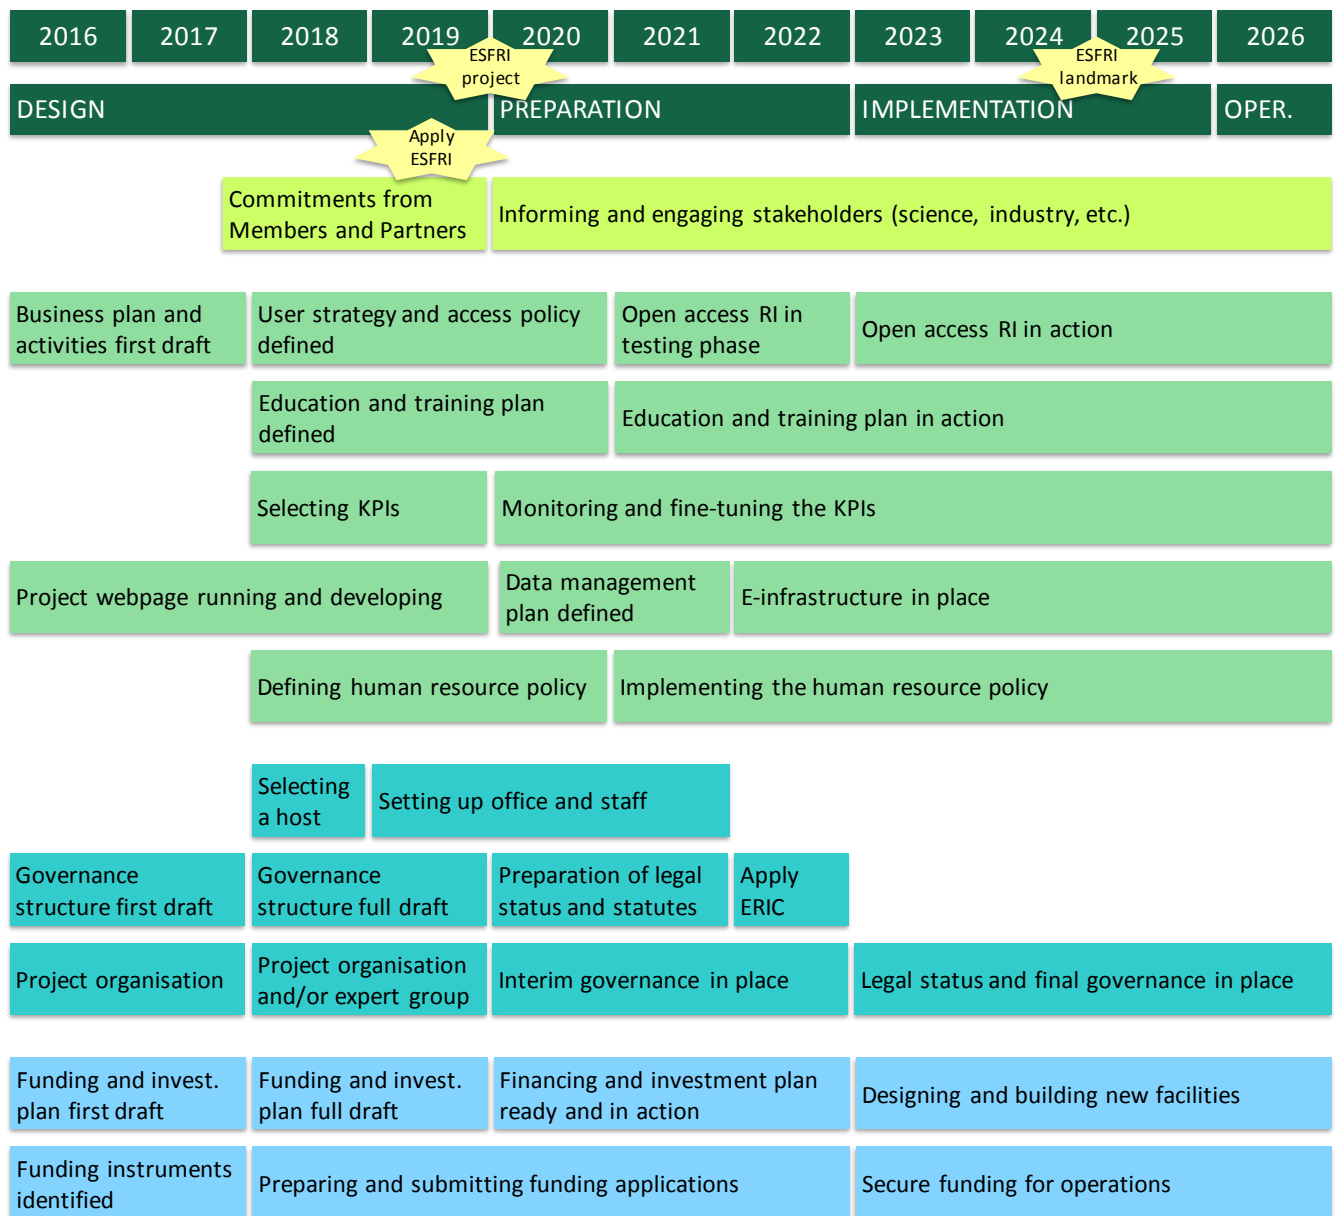 2016 2017 2018 2019 2020 2021 2022 2023 2024 2025 2026
ESFRI
project
ESFRI
landmark
DESIGN PREPARATION IMPLEMENTATION OPER.
Apply
ESFRI
Commitments from
Members and Partners
Informing and engaging stakeholders (science, industry, etc.)
Business plan and
activities first draft
User strategy and access policy
defined
Open access RI in
testing phase
Open access RI in action
Education and training plan
defined
Education and training plan in action
Selecting KPIs
Monitoring and fine-tuning the KPIs
Project webpage running and developing
Data management
plan defined
E-infrastructure in place
Defining human resource policy
Implementing the human resource policy
Selecting
a host
Setting up office and staff
Governance
structure first draft
Governance
structure full draft
Preparation of legal
status and statutes
Apply
ERIC
Project organisation
Project organisation
and/or expert group
Interim governance in place
Legal status and final governance in place
Funding and invest.
plan first draft
Funding and invest.
plan full draft
Financing and investment plan
ready and in action
Designing and building new facilities
Funding instruments
identified
Preparing and submitting funding applications
Secure funding for operations